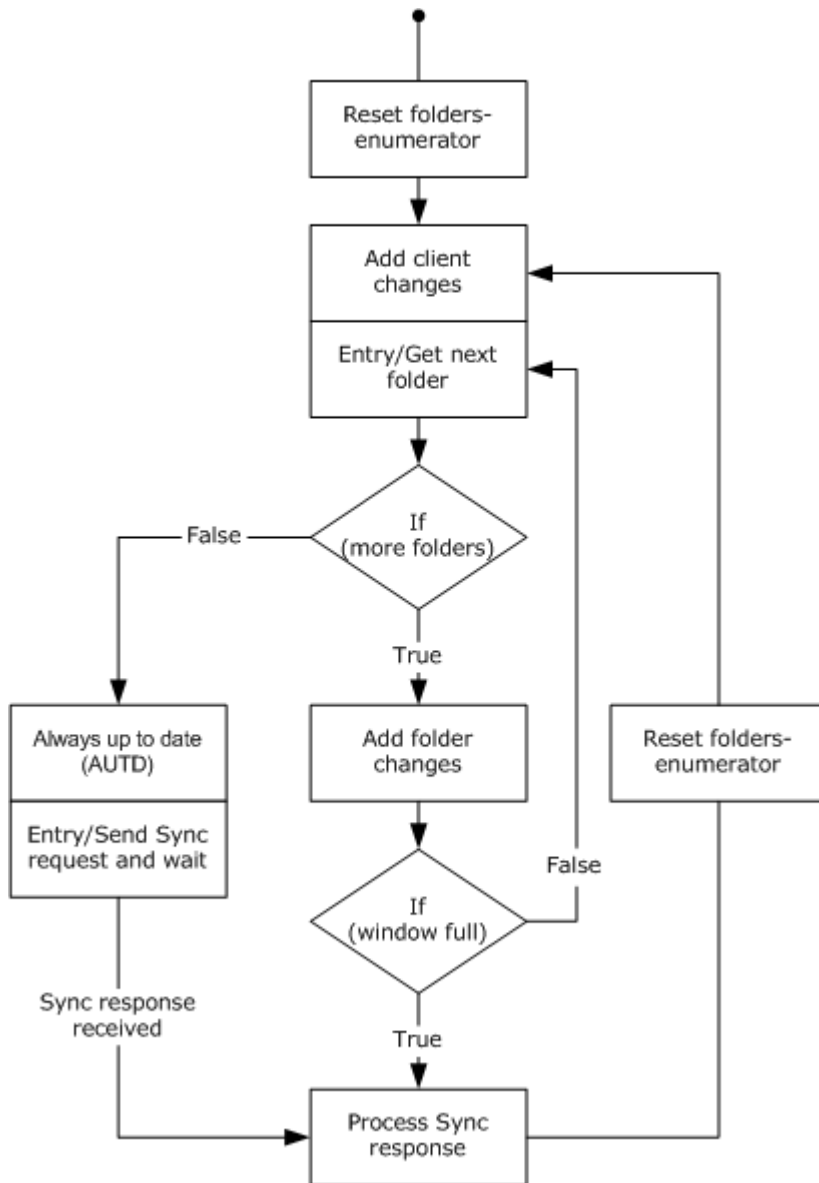 Reset folders-
enumerator
Add client
changes
Entry/Get next
folder
If
(more folders)
False
True
Always up to date
(AUTD)
Entry/Send Sync
request and wait
Add folder
changes
Reset folders-
enumerator
If
(window full)
False
Sync response
received
True
Process Sync
response